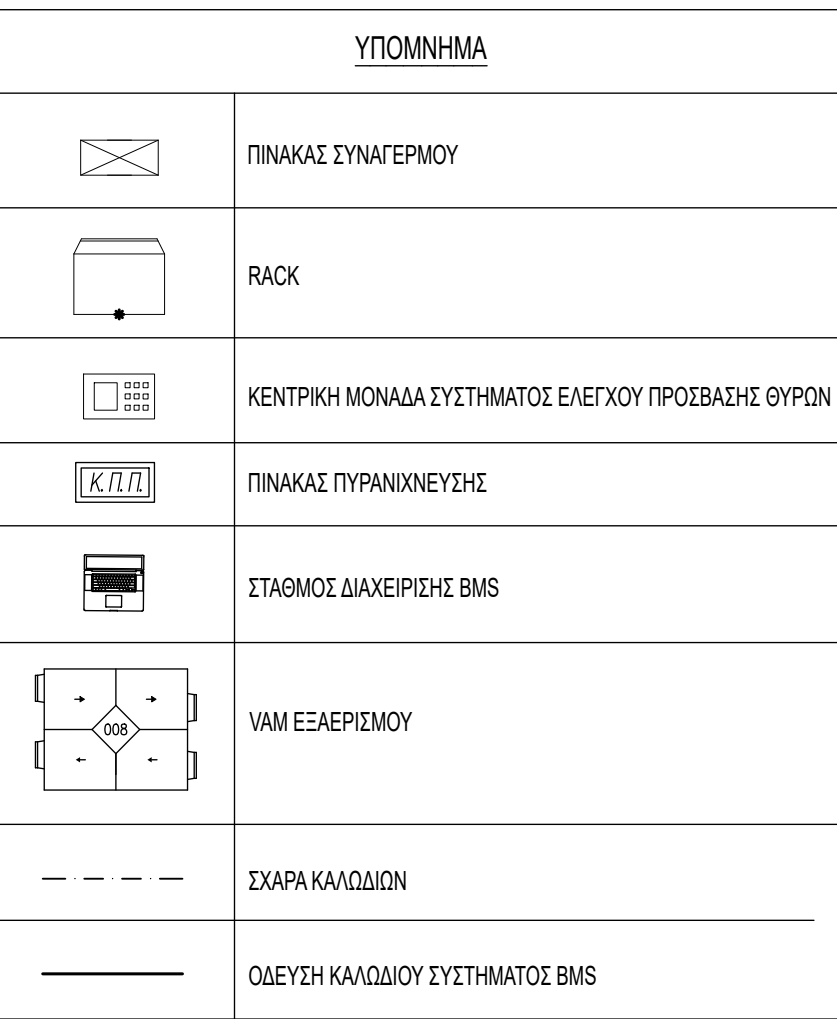 ΥΠΟΜΝΗΜΑ
ΠΙΝΑΚΑΣ ΣΥΝΑΓΕΡΜΟΥ
RACK
ΚΕΝΤΡΙΚΗ ΜΟΝΑΔΑ ΣΥΣΤΗΜΑΤΟΣ ΕΛΕΓΧΟΥ ΠΡΟΣΒΑΣΗΣ ΘΥΡΩΝ
Κ.Π.Π. ΠΙΝΑΚΑΣ ΠΥΡΑΝΙΧΝΕΥΣΗΣ
ΣΤΑΘΜΟΣ ΔΙΑΧΕΙΡΙΣΗΣ BMS
008 VAM ΕΞΑΕΡΙΣΜΟΥ
ΣΧΑΡΑ ΚΑΛΩΔΙΩΝ
ΟΔΕΥΣΗ ΚΑΛΩΔΙΟΥ ΣΥΣΤΗΜΑΤΟΣ BMS